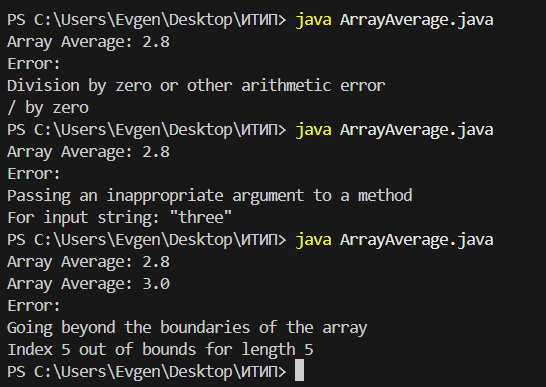 PS C:\Users\Evgen\Desktop\ИТИП> java ArrayAverage.java
Array Average: 2.8
Error:
Division by zero or other arithmetic error
/ by zero
PS C:\Users\Evgen\Desktop\ИТИП> java ArrayAverage.java
Array Average: 2.8
Error:
Passing an inappropriate argument to a method
For input string: "three"
PS C:\Users\Evgen\Desktop\ИТИП> java ArrayAverage.java
Array Average: 2.8
Array Average: 3.0
Error:
Going beyond the boundaries of the array
Index 5 out of bounds for length 5
PS C:\Users\Evgen\Desktop\ИТИП>